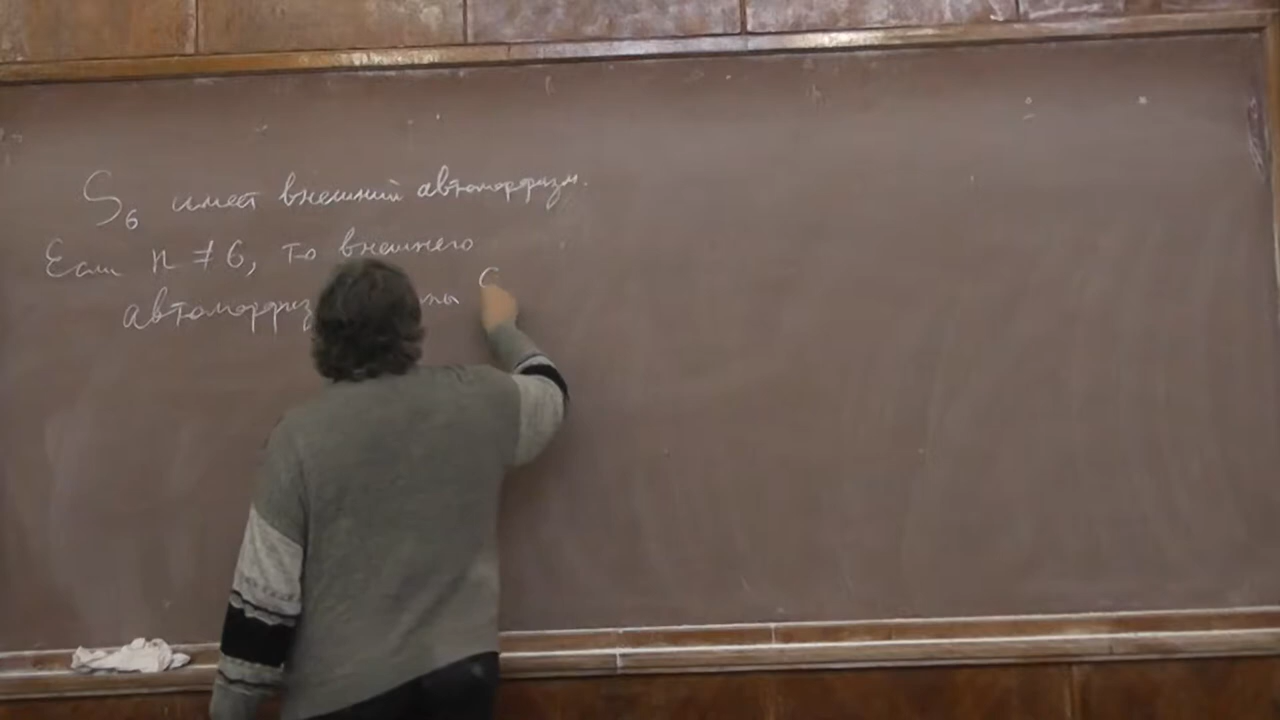 S₆ имеет внешний автоморфизм.
Если n ≠ 6, то внешнего
автоморфиз